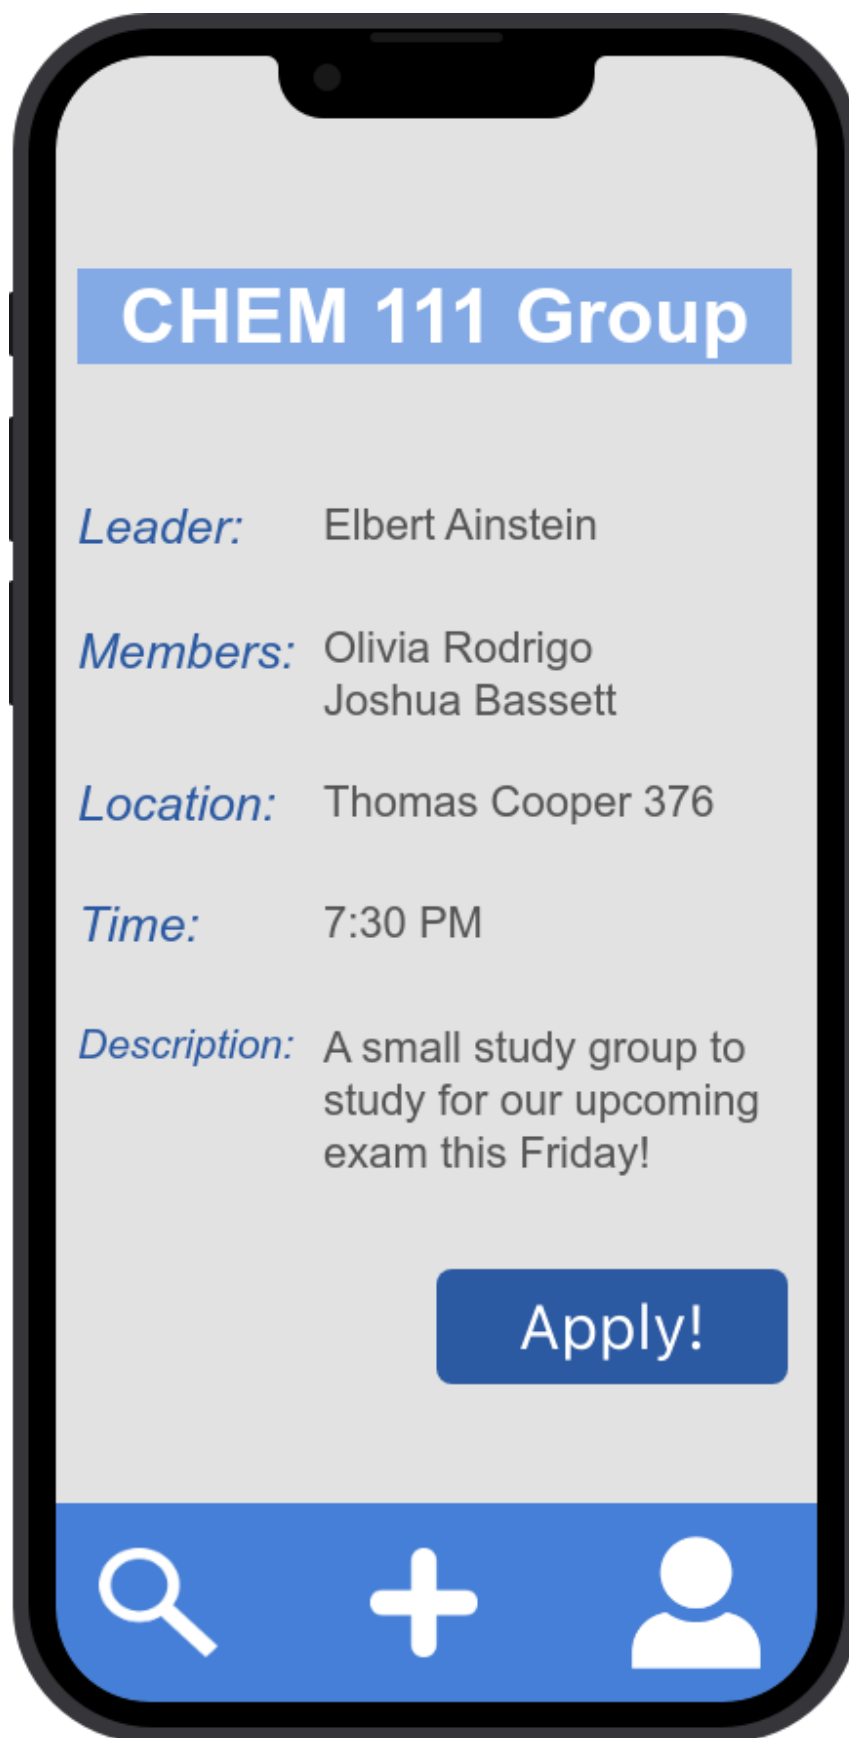 CHEM 111 Group
Leader: Elbert Ainstein
Members: Olivia Rodrigo
Joshua Bassett
Location: Thomas Cooper 376
Time: 7:30 PM
Description: A small study group to
study for our upcoming
exam this Friday!
Apply!